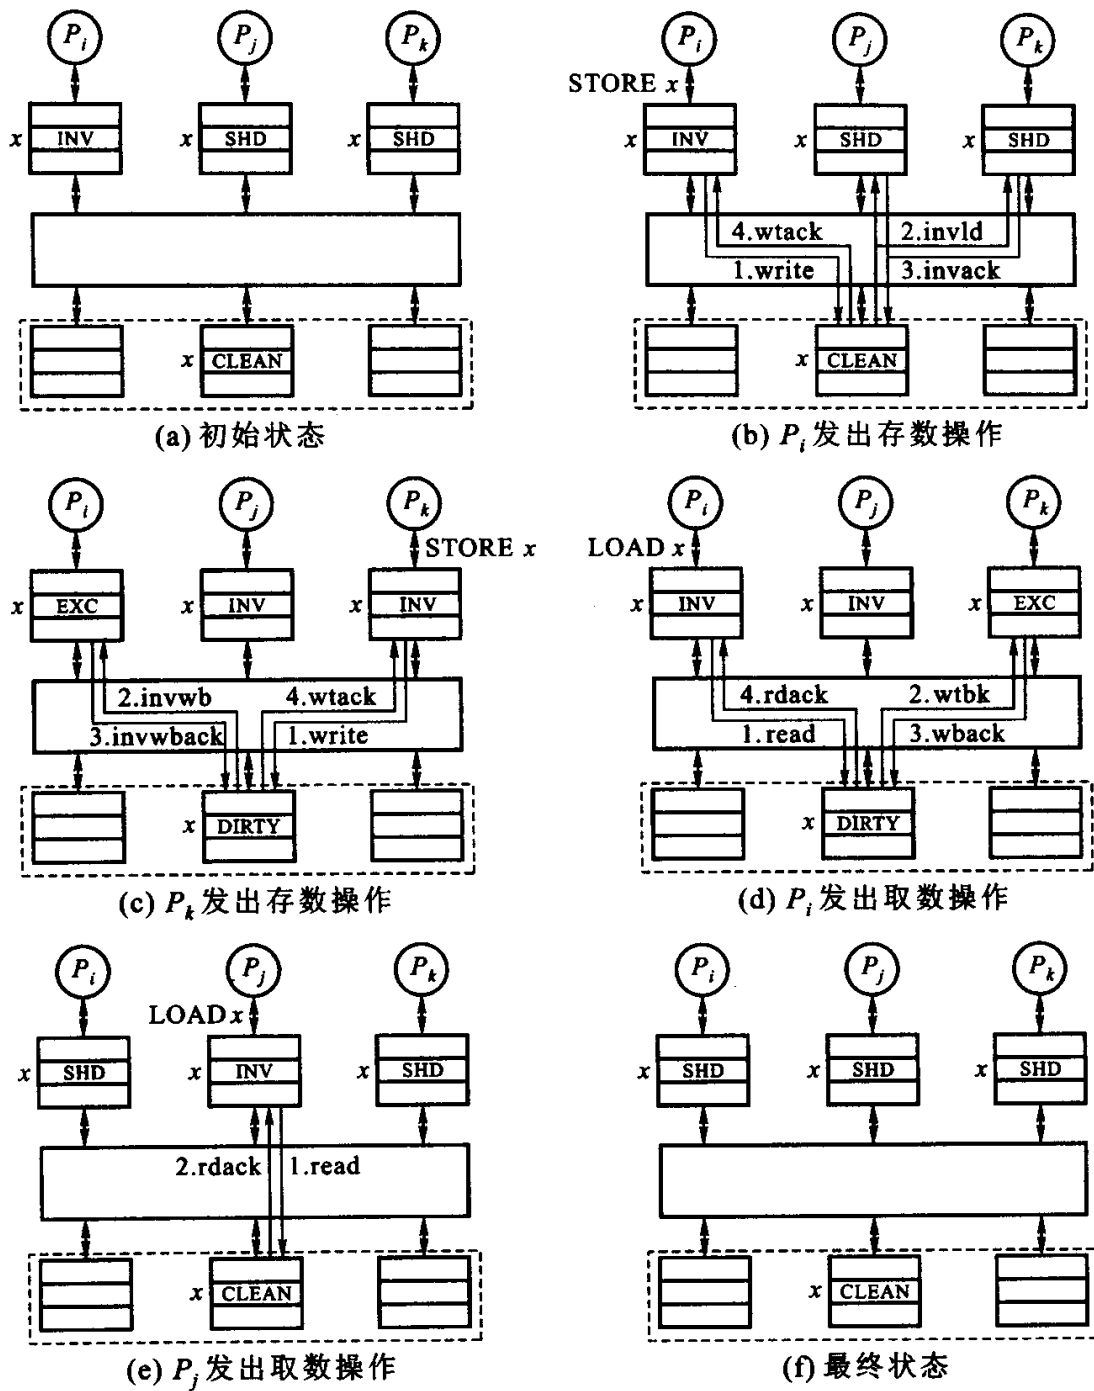 P_i P_j P_k
x INV x SHD x SHD
x CLEAN
(a) 初始状态
P_i P_j P_k
STORE x
x INV x SHD x SHD
4.wtack 2.invld
1.write 3.invack
x CLEAN
(b) P_i 发出存数操作
P_i P_j P_k
STORE x
x EXC x INV x INV
2.invwb 4.wtack
3.invwback 1.write
x DIRTY
(c) P_k 发出存数操作
P_i P_j P_k
LOAD x
x INV x INV x EXC
4.rdack 2.wtbk
1.read 3.wback
x DIRTY
(d) P_i 发出取数操作
P_i P_j P_k
LOAD x
x SHD x INV x SHD
2.rdack 1.read
x CLEAN
(e) P_j 发出取数操作
P_i P_j P_k
x SHD x SHD x SHD
x CLEAN
(f) 最终状态